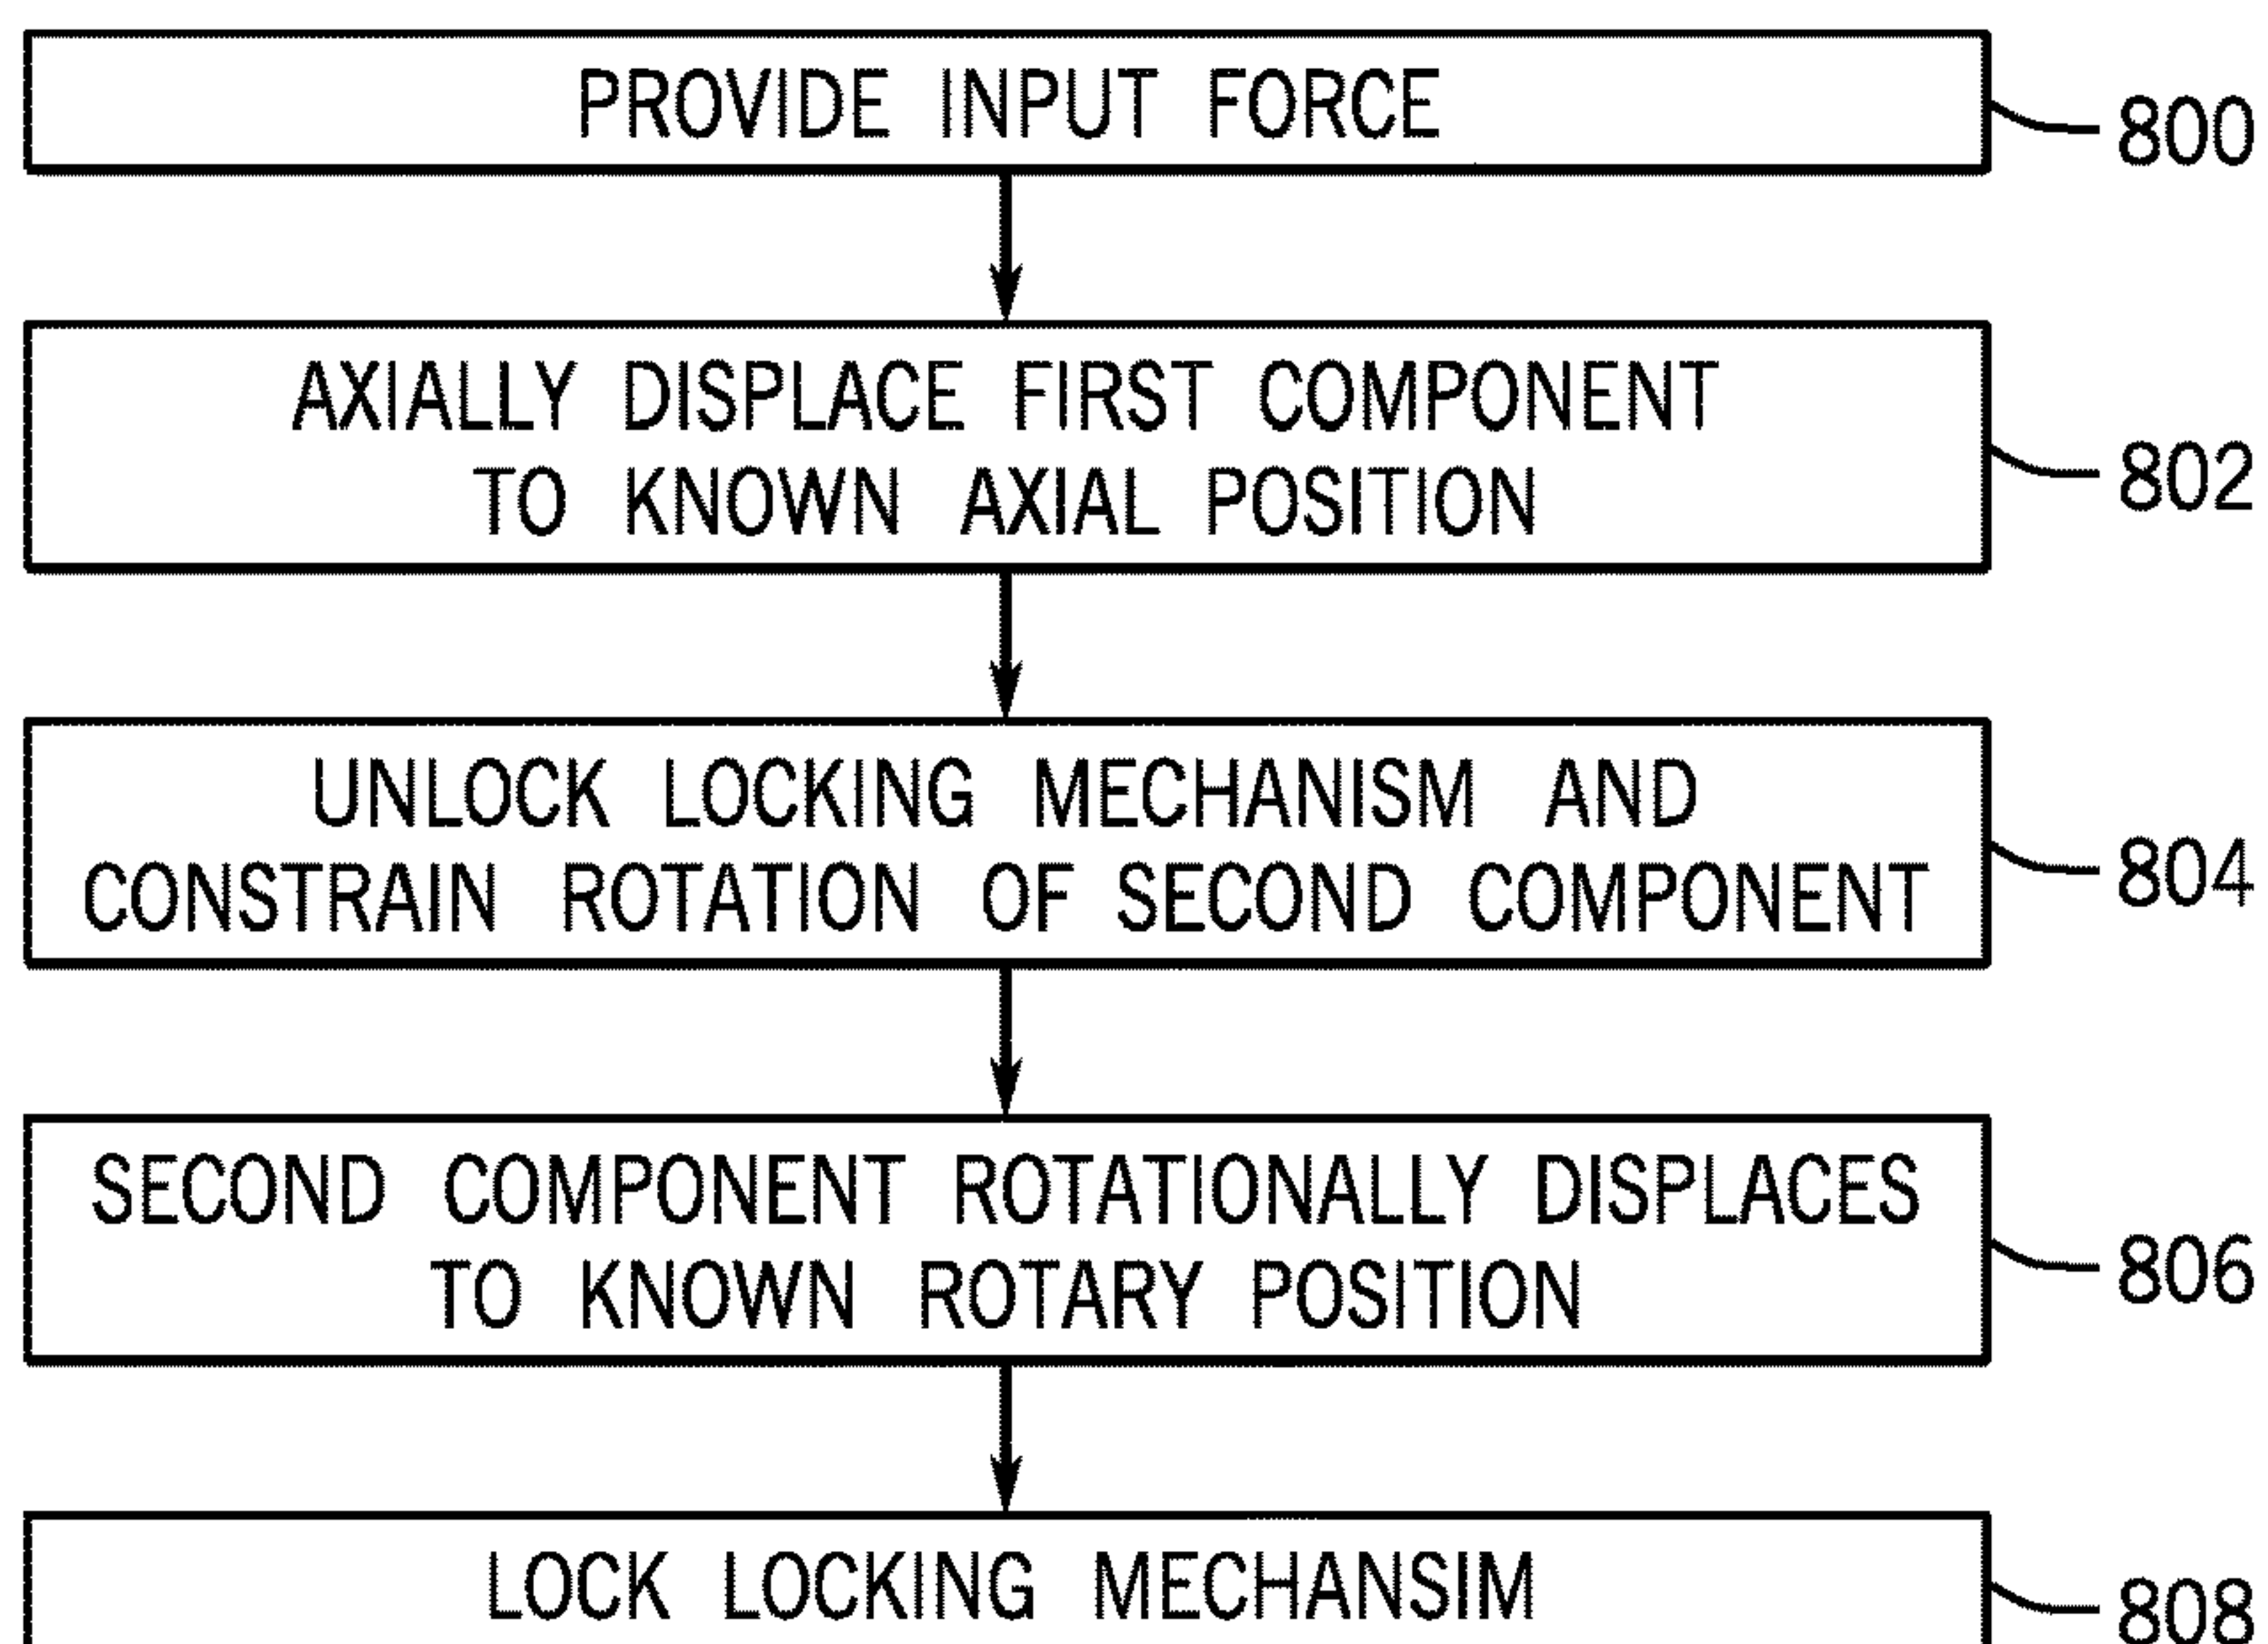 PROVIDE INPUT FORCE
800
AXIALLY DISPLACE FIRST COMPONENT
TO KNOWN AXIAL POSITION
802
UNLOCK LOCKING MECHANISM AND
CONSTRAIN ROTATION OF SECOND COMPONENT
804
SECOND COMPONENT ROTATIONALLY DISPLACES
TO KNOWN ROTARY POSITION
806
LOCK LOCKING MECHANSIM
808